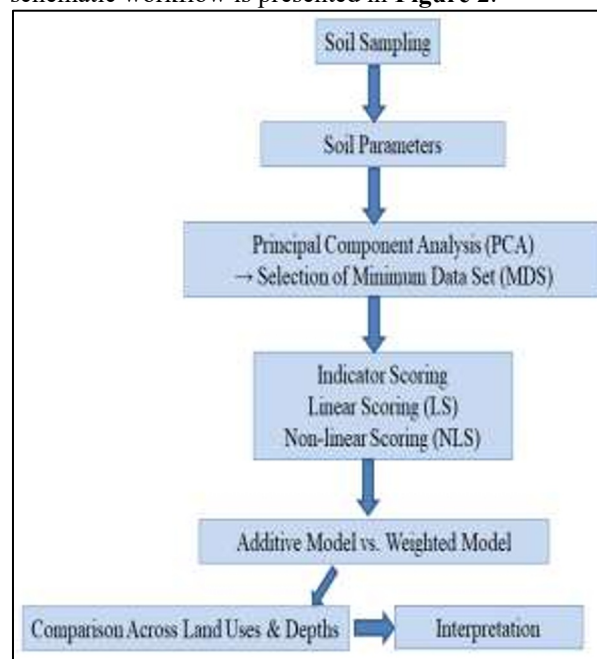 schematic workflow is presented in Figure 2.
Soil Sampling
Soil Parameters
Principal Component Analysis (PCA)
→ Selection of Minimum Data Set (MDS)
Indicator Scoring
Linear Scoring (LS)
Non-linear Scoring (NLS)
Additive Model vs. Weighted Model
Comparison Across Land Uses & Depths
Interpretation